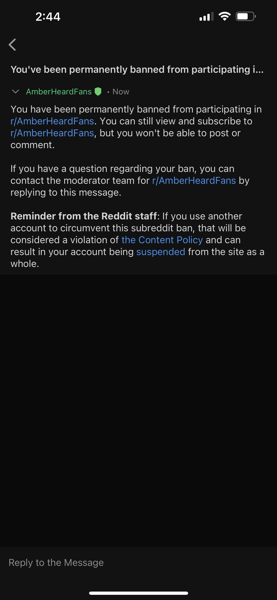 2:44
You've been permanently banned from participating i...
AmberHeardFans • Now
You have been permanently banned from participating in
r/AmberHeardFans. You can still view and subscribe to
r/AmberHeardFans, but you won't be able to post or
comment.
If you have a question regarding your ban, you can
contact the moderator team for r/AmberHeardFans by
replying to this message.
Reminder from the Reddit staff: If you use another
account to circumvent this subreddit ban, that will be
considered a violation of the Content Policy and can
result in your account being suspended from the site as a
whole.
Reply to the Message